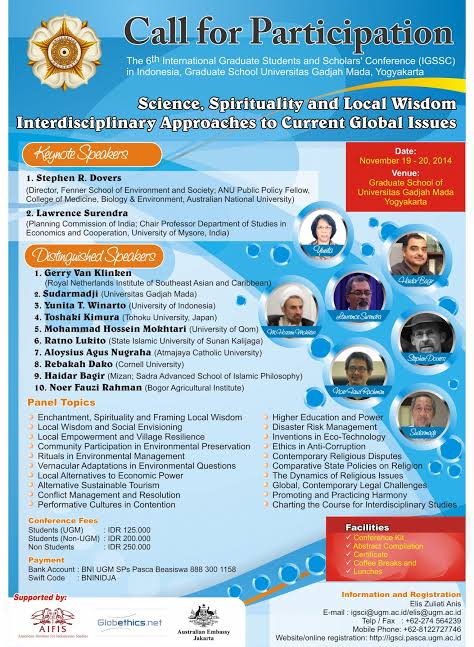 Call for Participation
The 6th International Graduate Students and Scholars' Conference (IGSSC)
in Indonesia, Graduate School Universitas Gadjah Mada, Yogyakarta
Science, Spirituality and Local Wisdom
Interdisciplinary Approaches to Current Global Issues
Keynote Speakers
1. Stephen R. Dovers
(Director, Fenner School of Environment and Society; ANU Public Policy Fellow,
College of Medicine, Biology & Environment, Australian National University)
2. Lawrence Surendra
(Planning Commission of India; Chair Professor Department of Studies in
Economics and Cooperation, University of Mysore, India)
Date:
November 19 - 20, 2014
Venue:
Graduate School of
Universitas Gadjah Mada
Yogyakarta
Distinguished Speakers
1. Gerry Van Klinken
(Royal Netherlands Institute of Southeast Asian and Caribbean)
2. Sudarmadji (Universitas Gadjah Mada)
3. Yunita T. Winarto (University of Indonesia)
4. Toshaki Kimura (Tohoku University, Japan)
5. Mohammad Hossein Mokhtari (University of Qom)
6. Ratno Lukito (State Islamic University of Sunan Kalijaga)
7. Aloysius Agus Nugraha (Atmajaya Catholic University)
8. Rebakah Dako (Cornell University)
9. Haidar Bagir (Mizan; Sadra Advanced School of Islamic Philosophy)
10. Noer Fauzi Rahman (Bogor Agricultural Institute)
Yunita
Haidar Bagir
Lawrence Surendra
M. Hossein Mokhtari
Stephen Dovers
Noer Fauzi Rachman
Sudarmadji
Panel Topics
Enchantment, Spirituality and Framing Local Wisdom
Local Wisdom and Social Envisioning
Local Empowerment and Village Resilience
Community Participation in Environmental Preservation
Rituals in Environmental Management
Vernacular Adaptations in Environmental Questions
Local Alternatives to Economic Power
Alternative Sustainable Tourism
Conflict Management and Resolution
Performative Cultures in Contention
Higher Education and Power
Disaster Risk Management
Inventions in Eco-Technology
Ethics in Anti-Corruption
Contemporary Religious Disputes
Comparative State Policies on Religion
The Dynamics of Religious Issues
Global, Contemporary Legal Challenges
Promoting and Practicing Harmony
Charting the Course for Interdisciplinary Studies
Conference Fees
Students (UGM) : IDR 125.000
Students (Non-UGM) : IDR 200.000
Non Students : IDR 250.000
Payment
Bank Account : BNI UGM SPs Pasca Beasiswa 888 300 1158
Swift Code : BNINIDJA
Facilities
✓ Conference Kit
✓ Abstract Compilation
✓ Certificate
✓ Coffee Breaks and
✓ Lunches
Supported by:
AIFIS
American Institute for Indonesian Studies
Globethics.net
Australian Embassy
Jakarta
Information and Registration
Elis Zuliati Anis
E-mail : igsci@ugm.ac.id/elis@ugm.ac.id
Telp / Fax : +62-274 564239
Mobile Phone: +62-8122727746
Website/online registration: http://igsci.pasca.ugm.ac.id